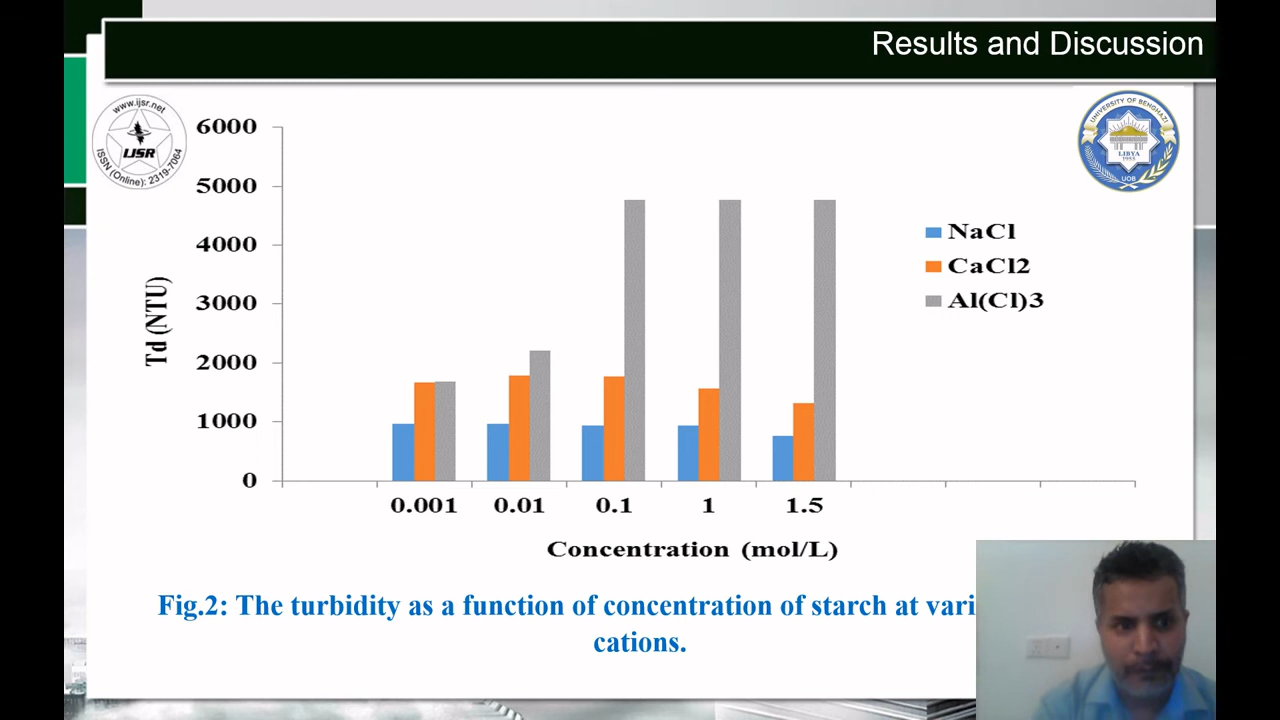 Results and Discussion
www.ijsr.net
IJSR
ISSN (Online): 2319-7064
UNIVERSITY OF BENGHAZI
LIBYA
1955
UOB
6000
5000
4000
3000
2000
1000
0
Td (NTU)
NaCl
CaCl2
Al(Cl)3
0.001 0.01 0.1 1 1.5
Concentration (mol/L)
Fig.2: The turbidity as a function of concentration of starch at vari
cations.